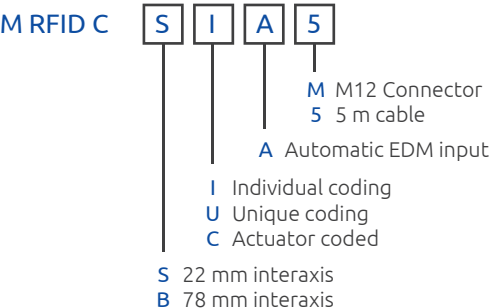 M RFID C S I A 5
M M12 Connector
5 5 m cable
A Automatic EDM input
I Individual coding
U Unique coding
C Actuator coded
S 22 mm interaxis
B 78 mm interaxis